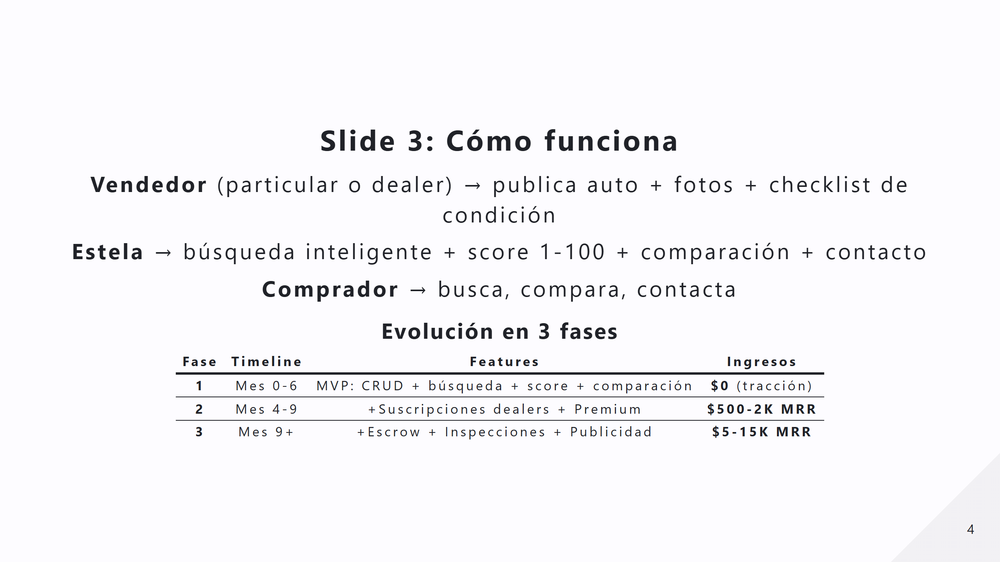 Slide 3: Cómo funciona
Vendedor (particular o dealer) → publica auto + fotos + checklist de
condición
Estela → búsqueda inteligente + score 1-100 + comparación + contacto
Comprador → busca, compara, contacta
Evolución en 3 fases
Fase Timeline Features Ingresos
1 Mes 0-6 MVP: CRUD + búsqueda + score + comparación $0 (tracción)
2 Mes 4-9 +Suscripciones dealers + Premium $500-2K MRR
3 Mes 9+ +Escrow + Inspecciones + Publicidad $5-15K MRR
4